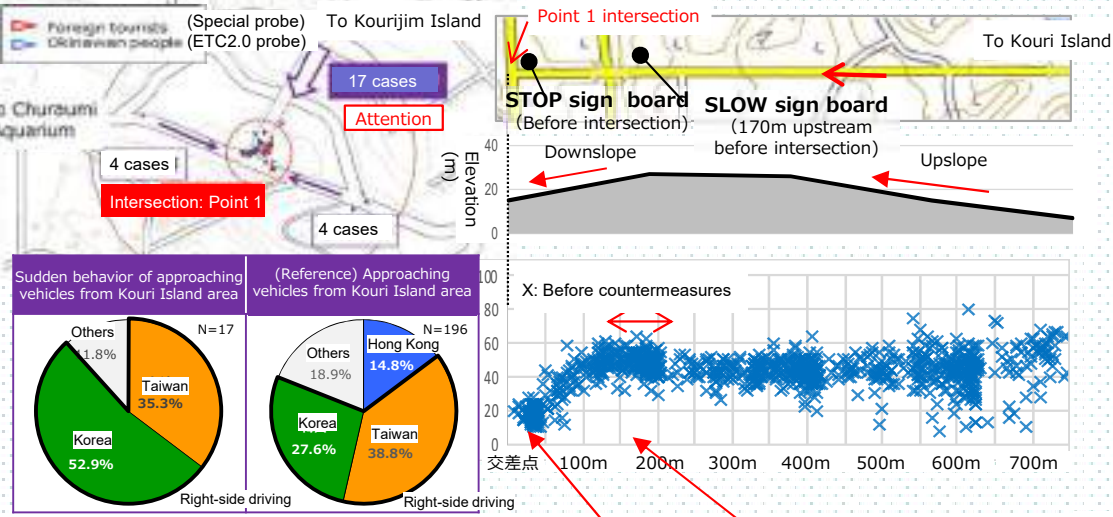 Foreign tourists (Special probe)
Okinawan people (ETC2.0 probe)
To Kourijim Island
17 cases
Attention
Churaumi
Aquarium
4 cases
Intersection: Point 1
4 cases
Point 1 intersection
To Kouri Island
STOP sign board
(Before intersection)
SLOW sign board
(170m upstream
before intersection)
Elevation
(m)
40
20
0
Downslope
Upslope
Sudden behavior of approaching
vehicles from Kouri Island area
(Reference) Approaching
vehicles from Kouri Island area
N=17
Others
11.8%
Taiwan
35.3%
Korea
52.9%
Right-side driving
N=196
Others
18.9%
Hong Kong
14.8%
Korea
27.6%
Taiwan
38.8%
Right-side driving
X: Before countermeasures
100
80
60
40
20
0
交差点 100m 200m 300m 400m 500m 600m 700m